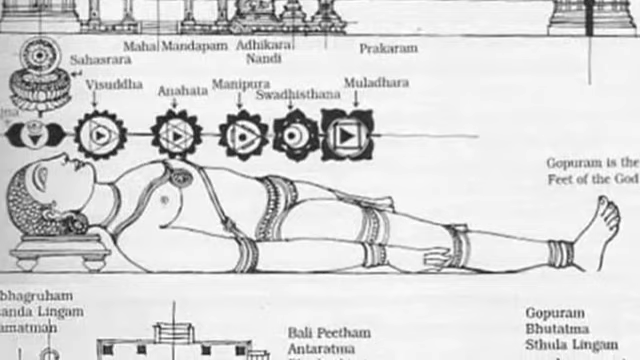 Maha Mandapam Adhikara Nandi
Prakaram
Sahasrara
Visuddha
Anahata
Manipura
Swadhisthana
Muladhara
Gopuram is the
Feet of the God
Lingam
Bali Peetham
Antaratma
Gopuram
Bhutatma
Sthula Lingam